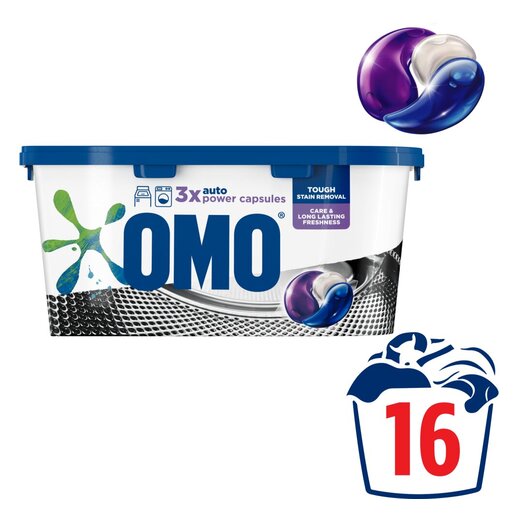 3x auto
power capsules
TOUGH
STAIN REMOVAL
CARE &
LONG LASTING
FRESHNESS
OMO®
16